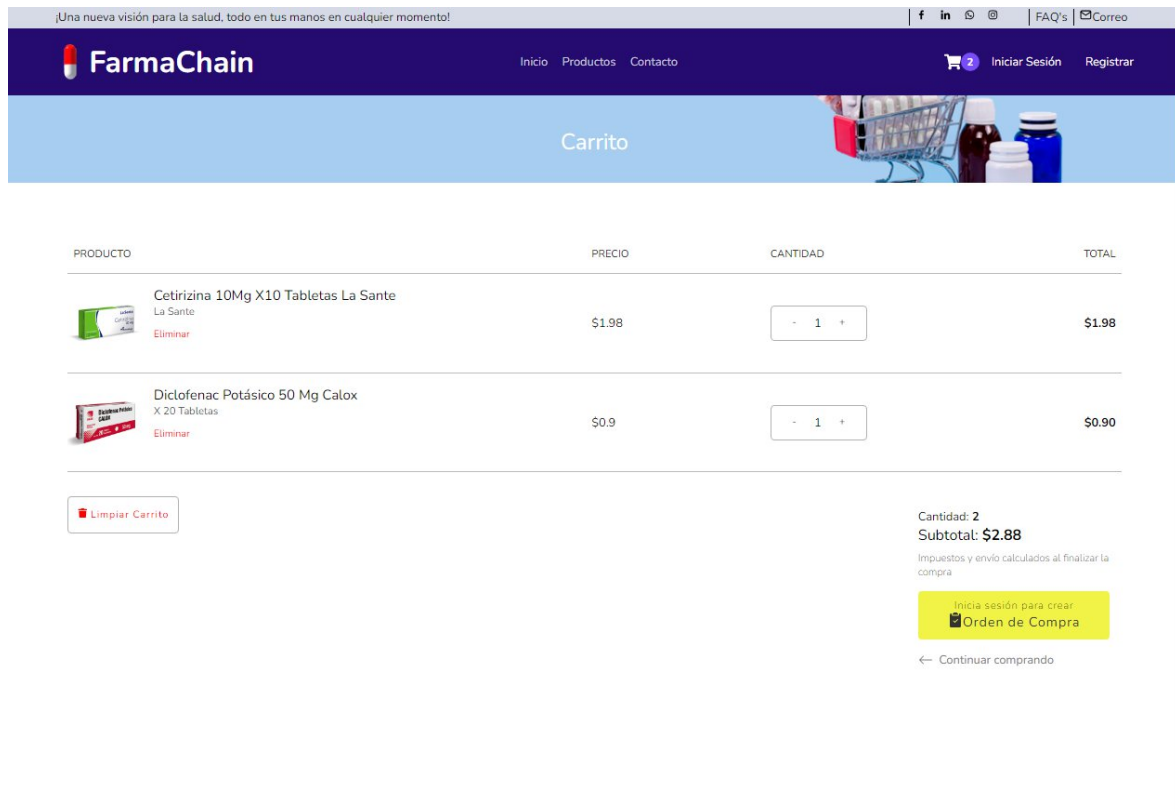 ¡Una nueva visión para la salud, todo en tus manos en cualquier momento!
FAQ's
Correo
FarmaChain
Inicio Productos Contacto
2 Iniciar Sesión Registrar
Carrito
PRODUCTO PRECIO CANTIDAD TOTAL
Cetirizina 10Mg X10 Tabletas La Sante
La Sante
Eliminar
$1.98
- 1 +
$1.98
Diclofenac Potásico 50 Mg Calox
X 20 Tabletas
Eliminar
$0.9
- 1 +
$0.90
Limpiar Carrito
Cantidad: 2
Subtotal: $2.88
Impuestos y envío calculados al finalizar la
compra
Inicia sesión para crear
Orden de Compra
← Continuar comprando